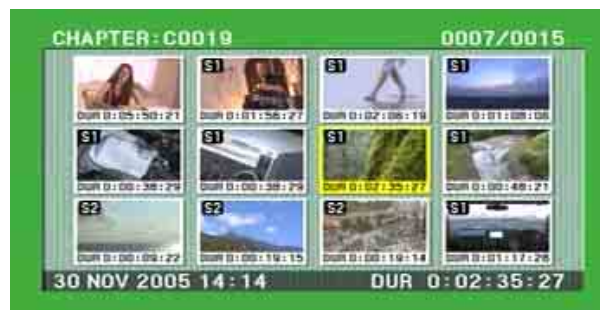 CHAPTER:C0019 0007/0015
DUR 0:05:50:21
S1
DUR 0:01:56:27
S1
DUR 0:02:06:19
S1
DUR 0:01:08:08
S1
DUR 0:00:38:29
S1
DUR 0:00:38:29
S1
DUR 0:02:35:27
S1
DUR 0:00:48:21
S2
DUR 0:00:09:22
S2
DUR 0:00:19:15
S2
DUR 0:00:19:14
S1
DUR 0:01:17:28
30 NOV 2005 14:14 DUR 0:02:35:27